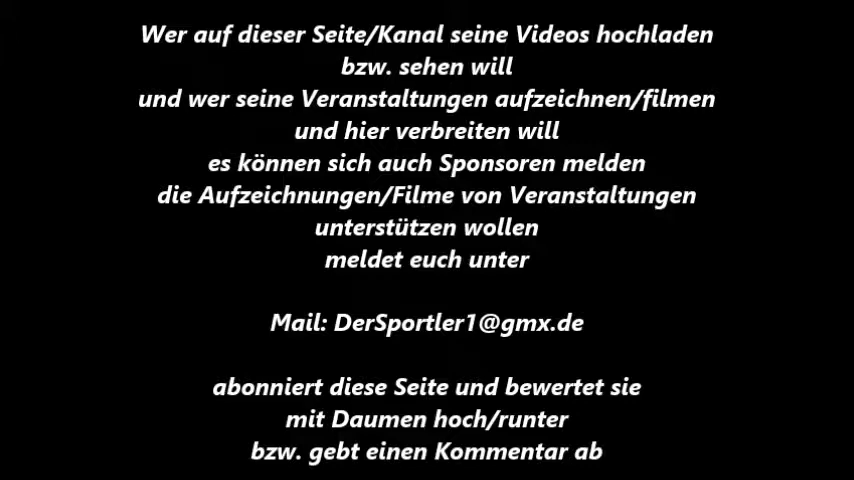 Wer auf dieser Seite/Kanal seine Videos hochladen
bzw. sehen will
und wer seine Veranstaltungen aufzeichnen/filmen
und hier verbreiten will
es können sich auch Sponsoren melden
die Aufzeichnungen/Filme von Veranstaltungen
unterstützen wollen
meldet euch unter
Mail: DerSportler1@gmx.de
abonniert diese Seite und bewertet sie
mit Daumen hoch/runter
bzw. gebt einen Kommentar ab